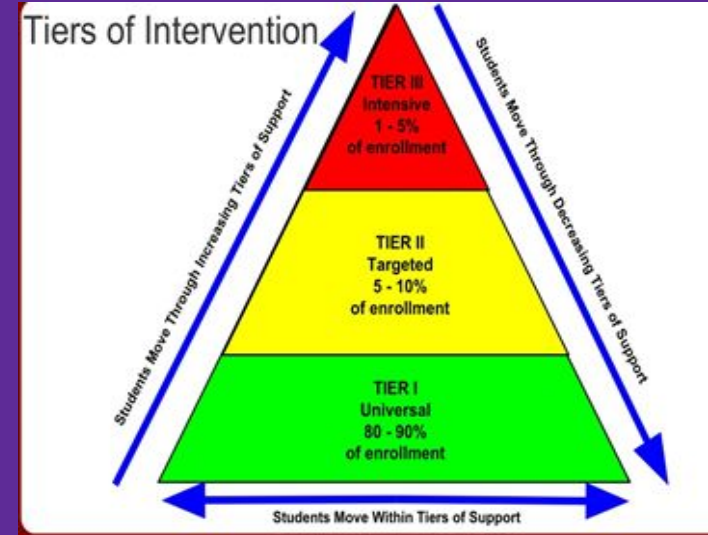 Tiers of Intervention
TIER III
Intensive
1 - 5%
of enrollment
TIER II
Targeted
5 - 10%
of enrollment
TIER I
Universal
80 - 90%
of enrollment
Students Move Through Increasing Tiers of Support
Students Move Through Decreasing Tiers of Support
Students Move Within Tiers of Support